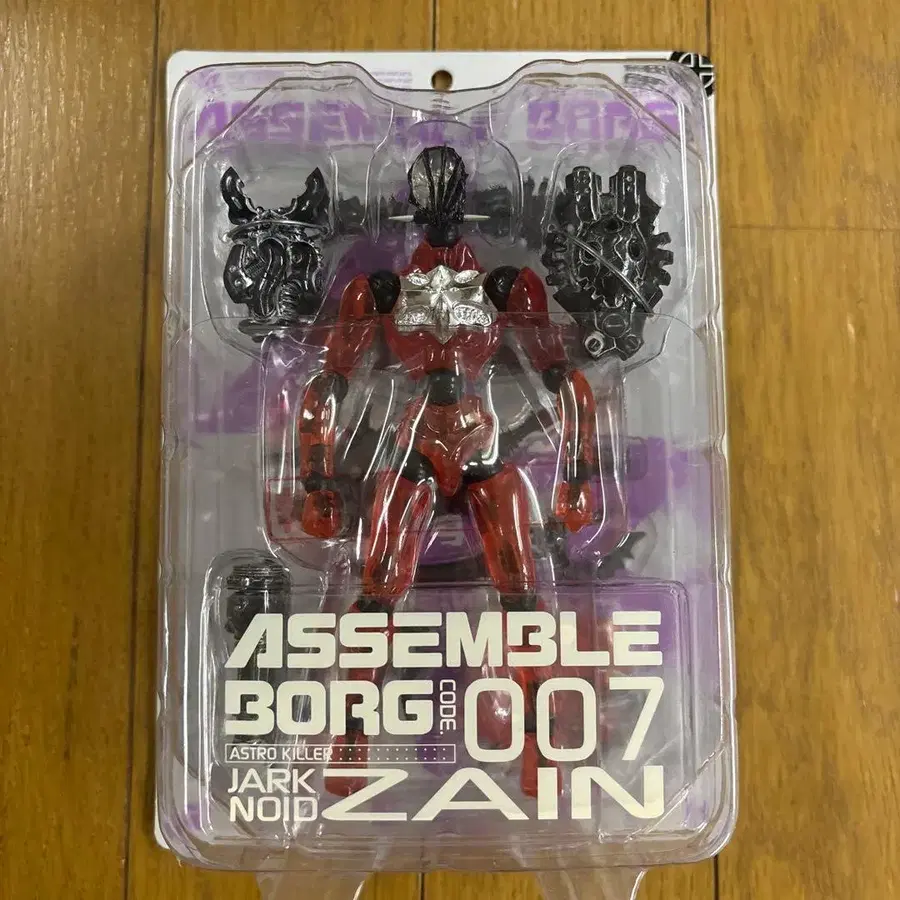 ASSEMBLE
BORG CODE. 007
ASTRO KILLER
JARK NOID ZAIN